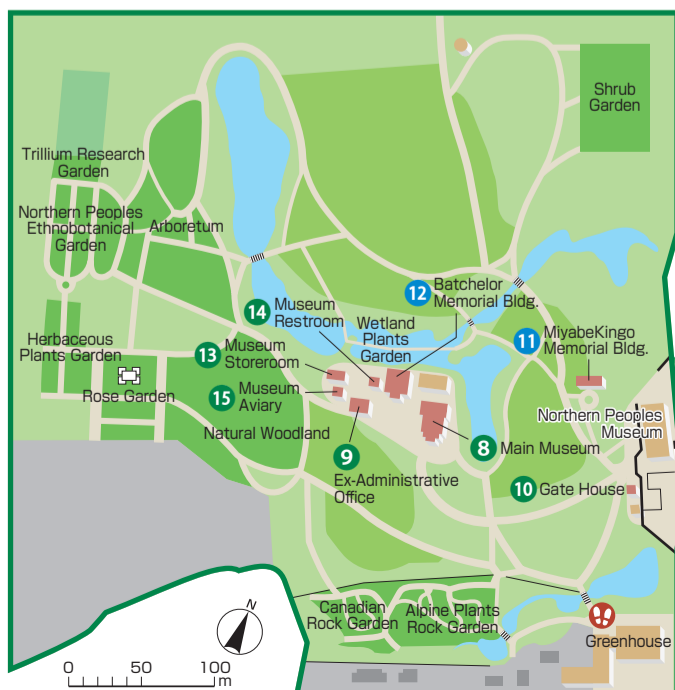 Shrub
Garden
Trillium Research
Garden
Northern Peoples
Ethnobotanical
Garden
Arboretum
12 Batchelor
Memorial Bldg.
14 Museum
Restroom
Wetland
Plants
Garden
11 MiyabeKingo
Memorial Bldg.
Herbaceous
Plants Garden
13 Museum
Storeroom
Rose Garden
15 Museum
Aviary
Northern Peoples
Museum
Natural Woodland
8 Main Museum
9
Ex-Administrative
Office
10 Gate House
Canadian
Rock Garden
Alpine Plants
Rock Garden
Greenhouse
N
0 50 100
m